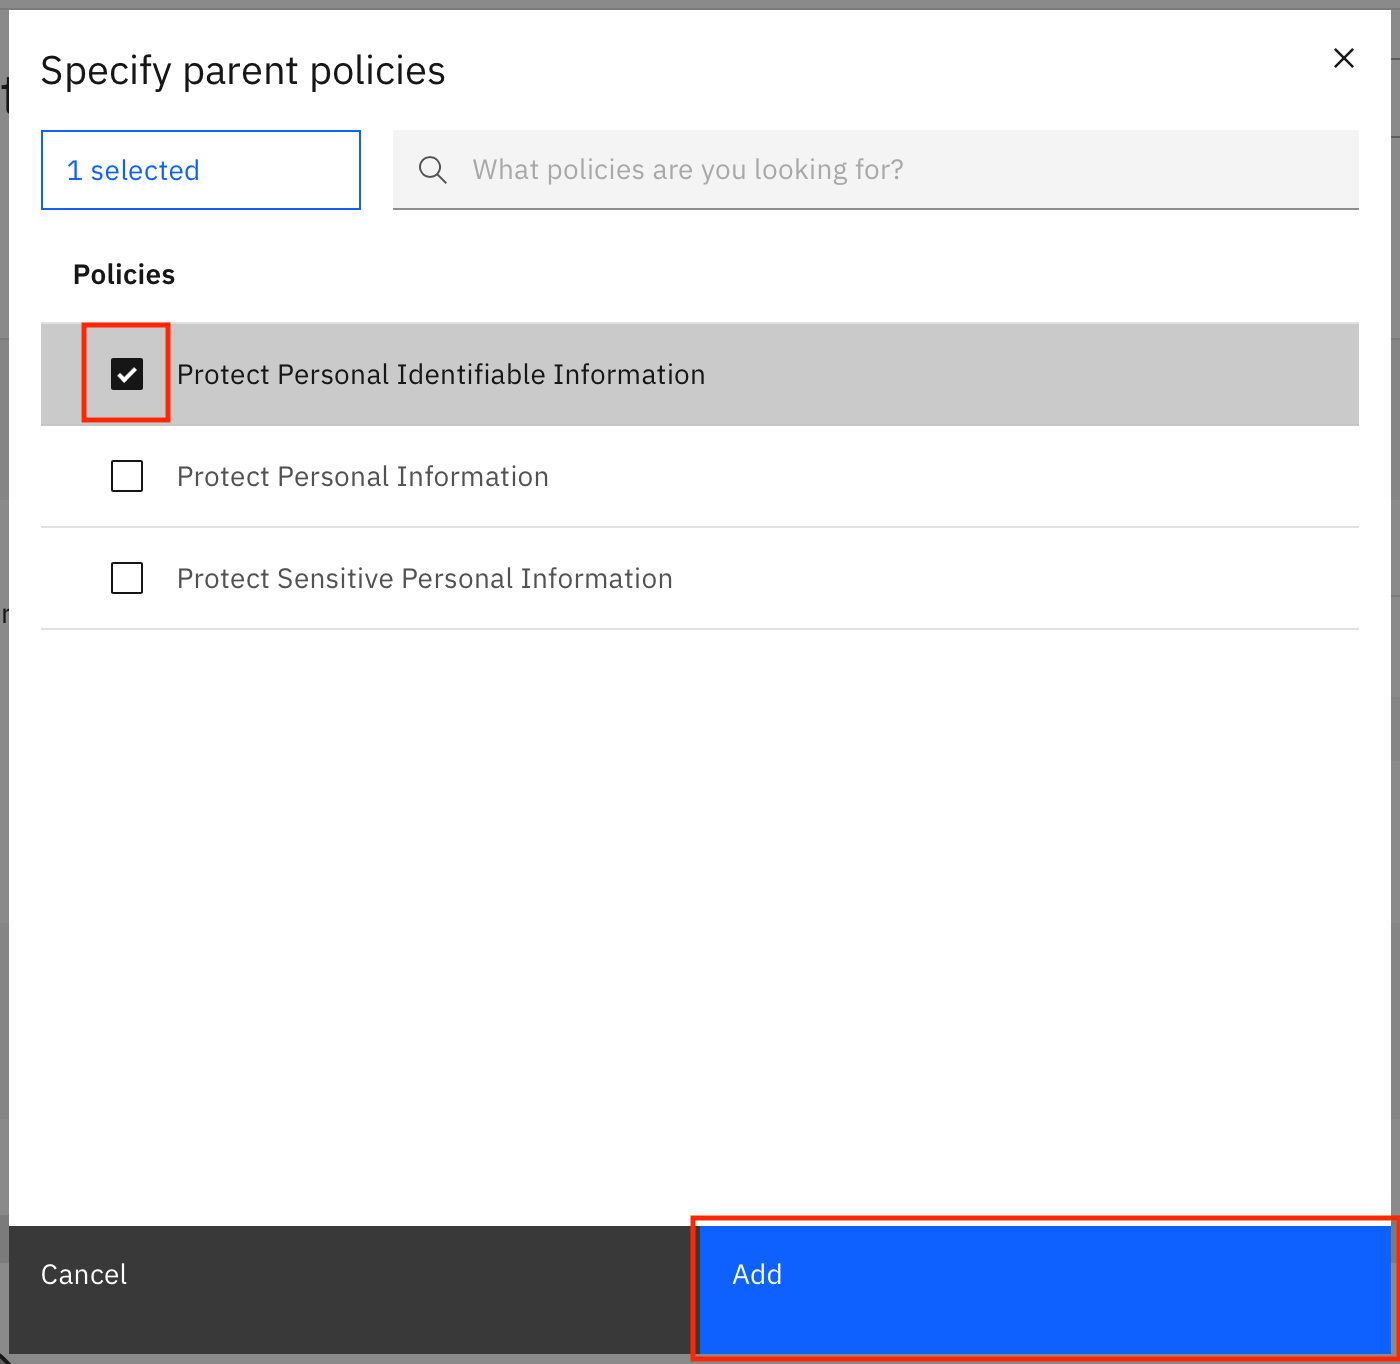 Specify parent policies
1 selected
What policies are you looking for?
Policies
Protect Personal Identifiable Information
Protect Personal Information
Protect Sensitive Personal Information
Cancel
Add